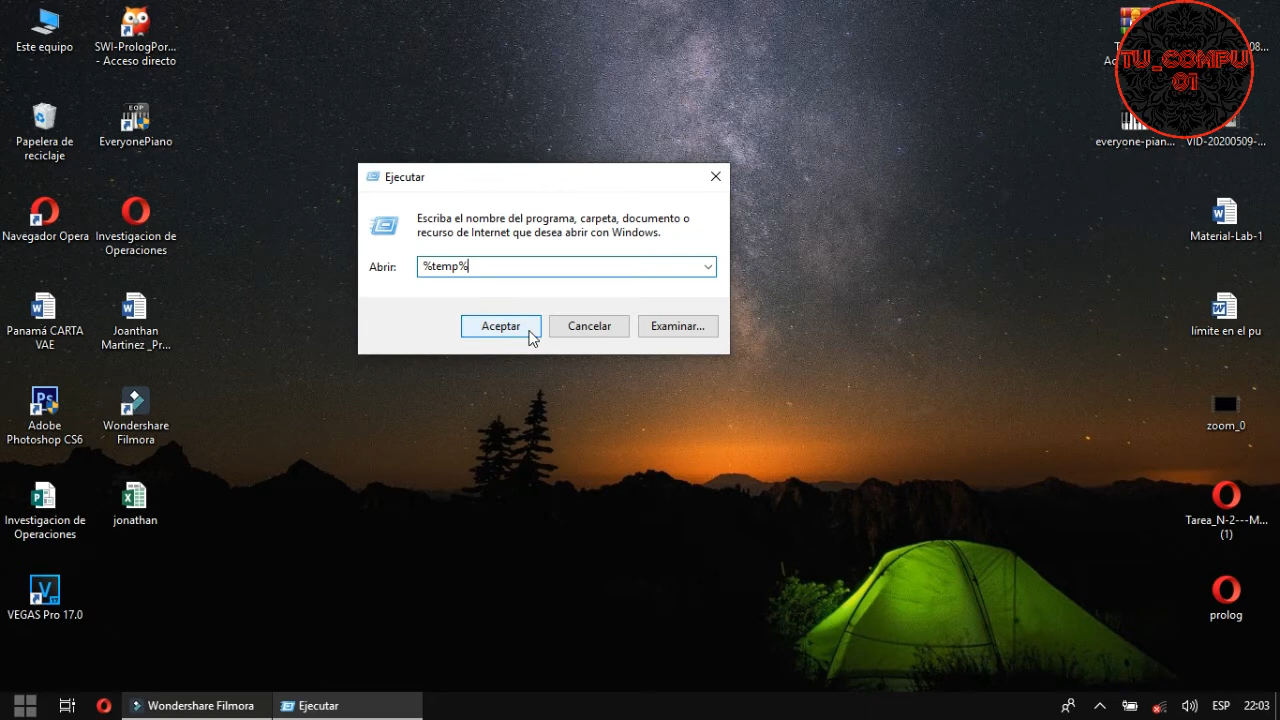 Este equipo
SWI-PrologPor...
- Acceso directo
Papelera de
reciclaje
EOP
EveryonePiano
Navegador Opera
Investigacion de
Operaciones
Panamá CARTA
VAE
Joanthan
Martinez _Pr...
Ps
Adobe
Photoshop CS6
Wondershare
Filmora
Investigacion de
Operaciones
jonathan
VEGAS Pro 17.0
Ejecutar
Escriba el nombre del programa, carpeta, documento o
recurso de Internet que desea abrir con Windows.
Abrir:
%temp%
Aceptar
Cancelar
Examinar...
TU_COMPU
01
everyone-pian...
VID-20200509-...
Material-Lab-1
límite en el pu
zoom_0
Tarea_N-2---M...
(1)
prolog
Wondershare Filmora
Ejecutar
ESP
22:03